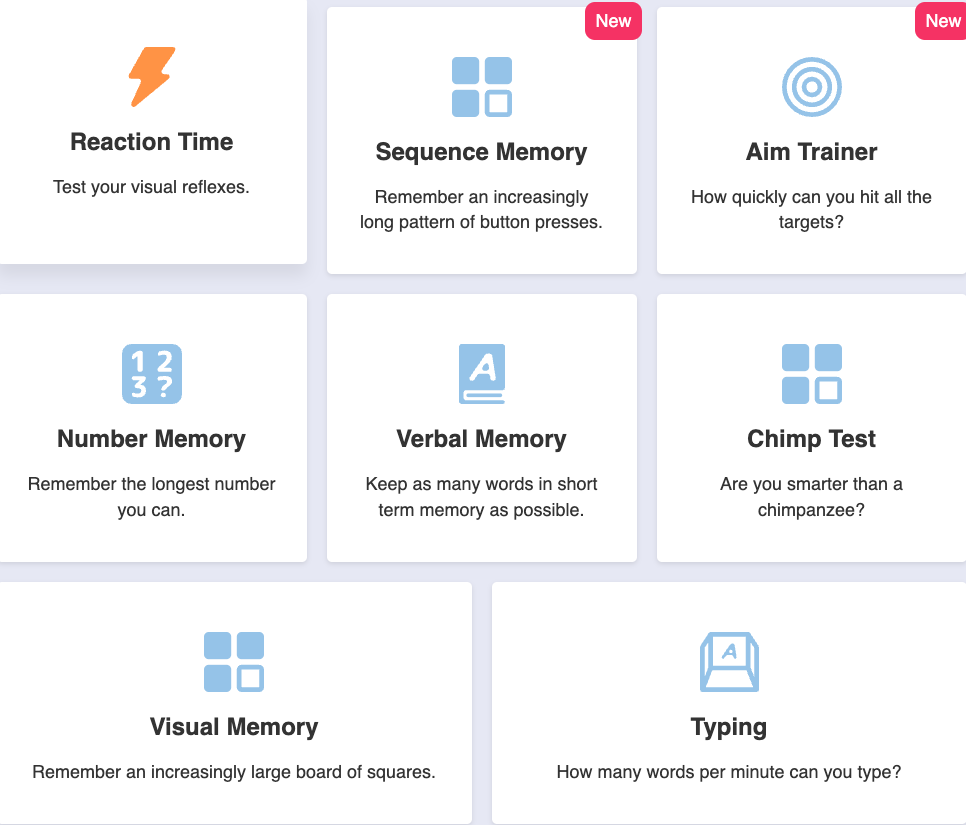 New
New
Reaction Time
Test your visual reflexes.
Sequence Memory
Remember an increasingly
long pattern of button presses.
Aim Trainer
How quickly can you hit all the
targets?
1 2
3 ?
Number Memory
Remember the longest number
you can.
A
Verbal Memory
Keep as many words in short
term memory as possible.
Chimp Test
Are you smarter than a
chimpanzee?
Visual Memory
Remember an increasingly large board of squares.
A
Typing
How many words per minute can you type?